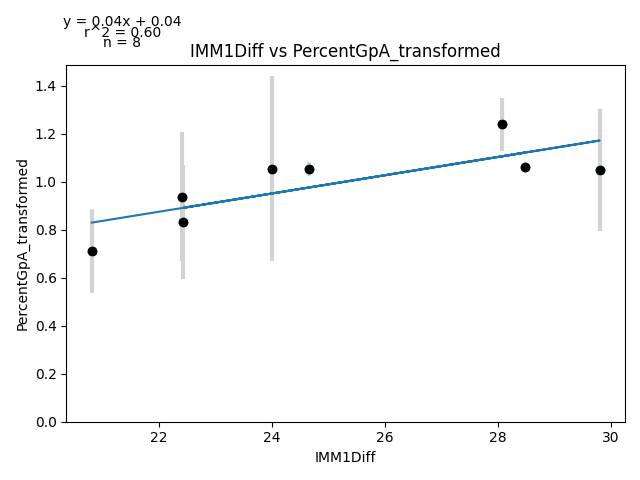 y = 0.04x + 0.04
r^2 = 0.60
n = 8
IMM1Diff vs PercentGpA_transformed
1.4
1.2
1.0
0.8
0.6
0.4
0.2
0.0
PercentGpA_transformed
22 24 26 28 30
IMM1Diff